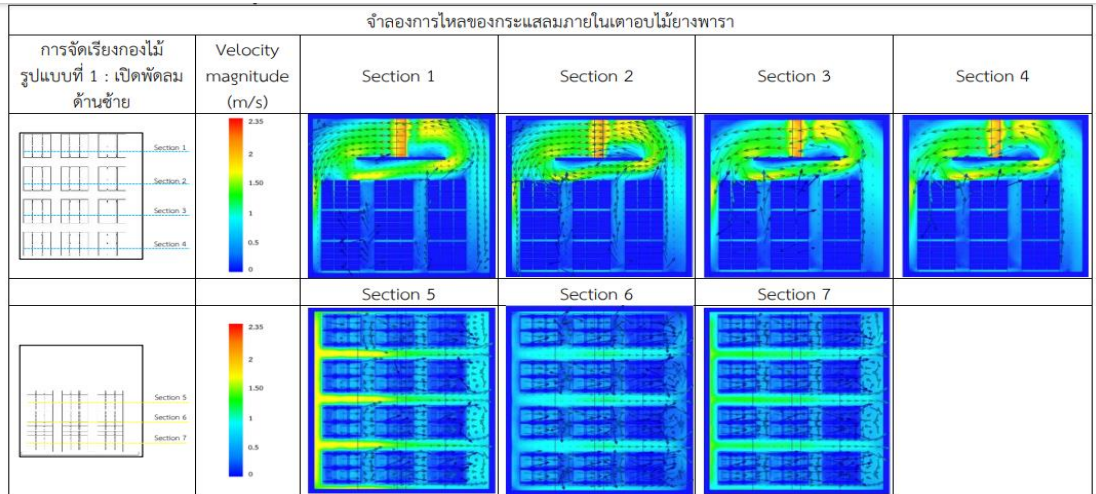 จำลองการไหลของกระแสลมภายในเตาอบไม้ยางพารา
การจัดเรียงกองไม้
รูปแบบที่ 1 : เปิดพัดลม
ด้านซ้าย
Velocity
magnitude
(m/s)
Section 1
Section 2
Section 3
Section 4
Section 1
Section 2
Section 3
Section 4
2.35
2
1.50
1
0.5
0
Section 5
Section 6
Section 7
Section 5
Section 6
Section 7
2.35
2
1.50
1
0.5
0